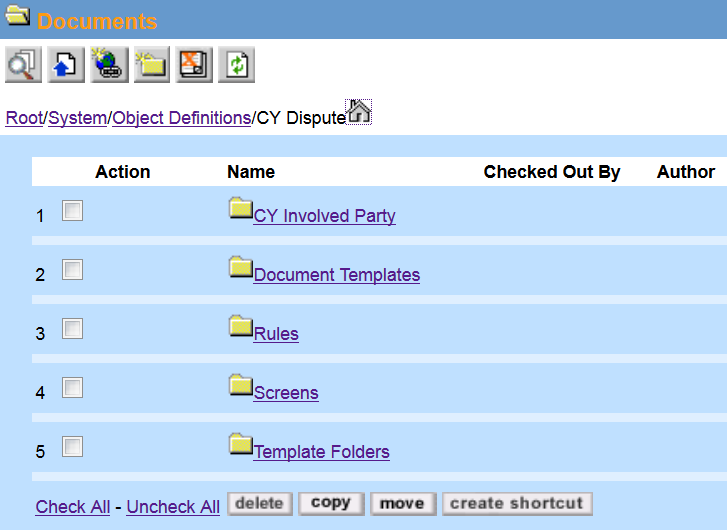 Documents
Root/System/Object Definitions/CY Dispute
Action Name Checked Out By Author
1 CY Involved Party
2 Document Templates
3 Rules
4 Screens
5 Template Folders
Check All - Uncheck All delete copy move create shortcut